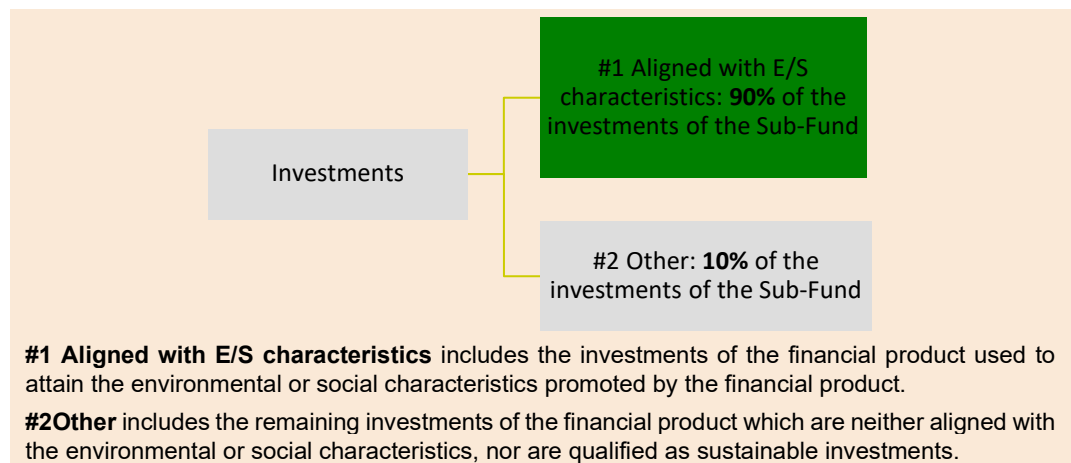 #1 Aligned with E/S
characteristics: 90% of the
investments of the Sub-Fund
Investments
#2 Other: 10% of the
investments of the Sub-Fund
#1 Aligned with E/S characteristics includes the investments of the financial product used to
attain the environmental or social characteristics promoted by the financial product.
#2Other includes the remaining investments of the financial product which are neither aligned with
the environmental or social characteristics, nor are qualified as sustainable investments.